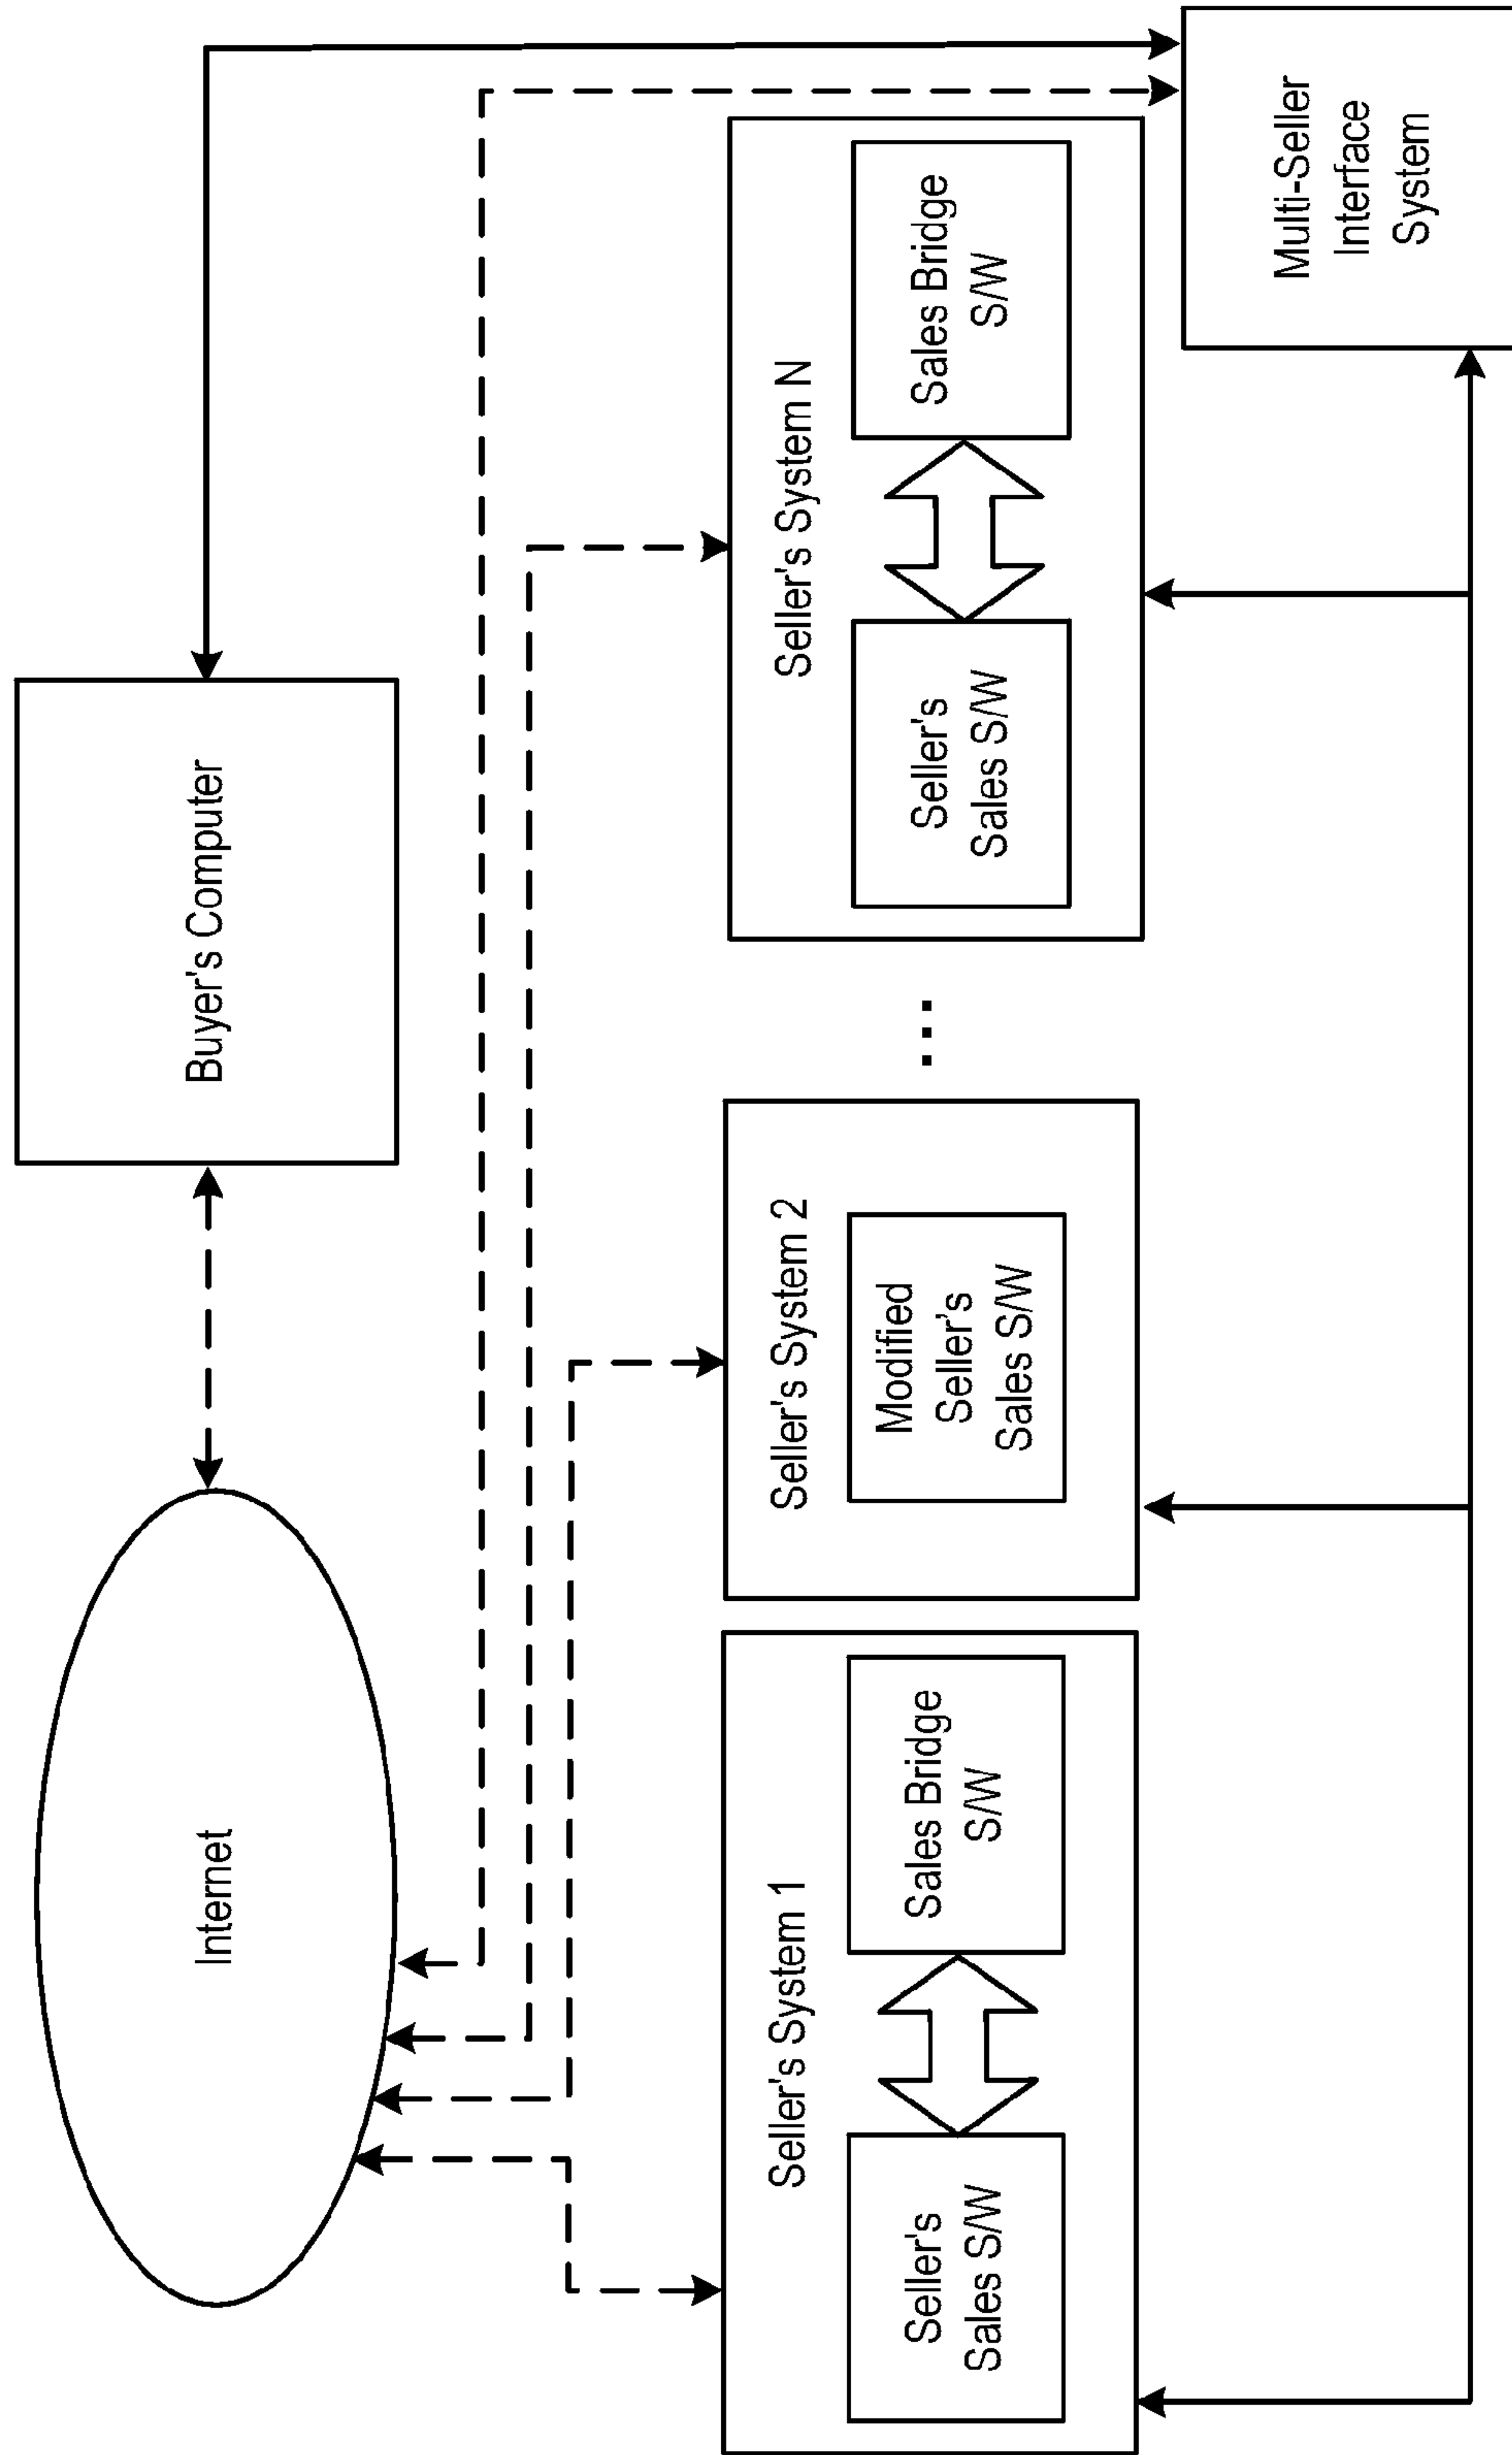 Internet
Buyer's Computer
Seller's System 1
Seller's
Sales S/W
Sales Bridge
S/W
Seller's System 2
Modified
Seller's
Sales S/W
...
Seller's System N
Seller's
Sales S/W
Sales Bridge
S/W
Multi-Seller
Interface
System